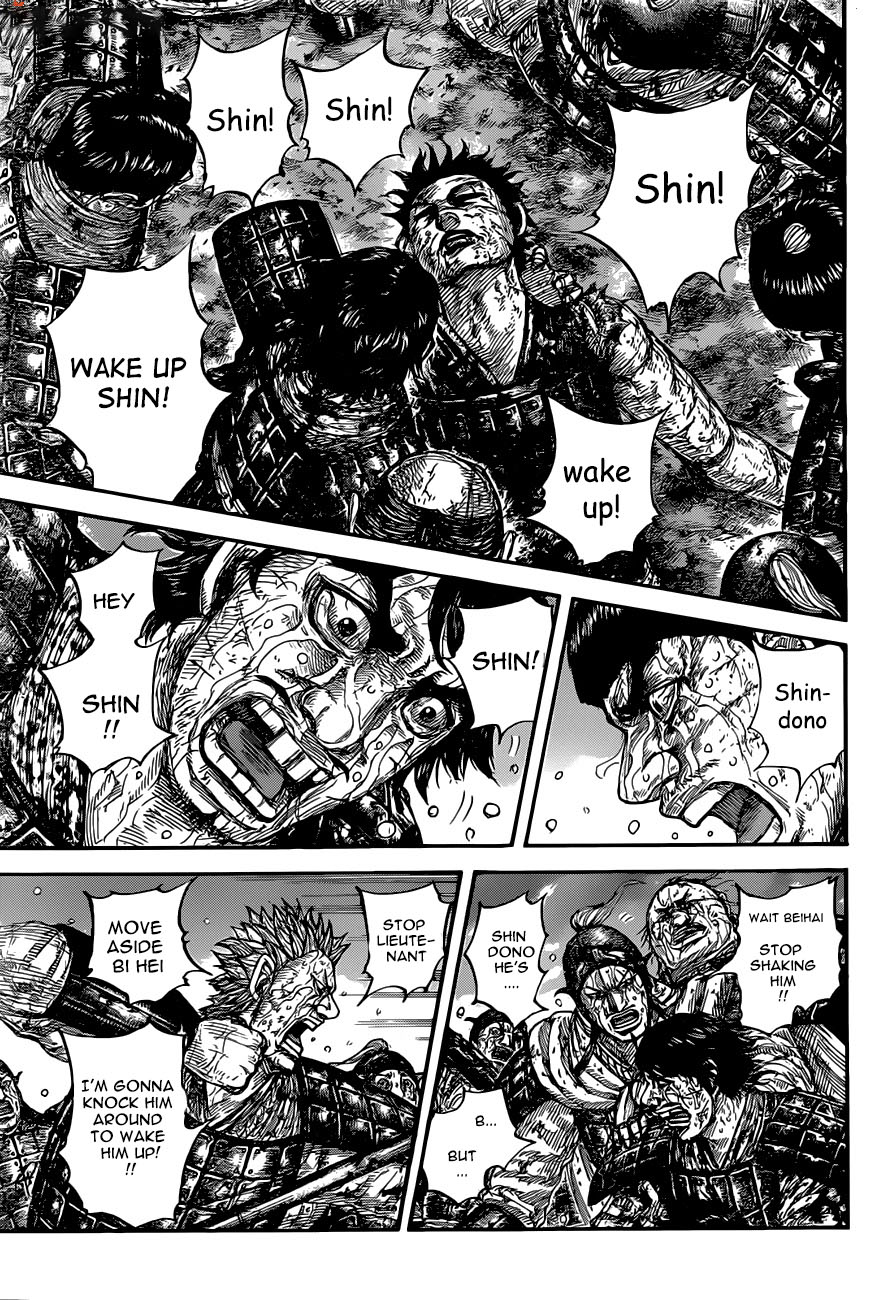 Shin!
Shin!
Shin!
WAKE UP
SHIN!
wake
up!
Shin-
dono
SHIN!
HEY
SHIN
!!
WAIT BEIHAI
STOP
SHAKING
HIM
!!
SHIN
DONO
HE'S
....
B...
BUT
...
STOP
LIEUTE-
NANT
MOVE
ASIDE
BI HEI
I'M GONNA
KNOCK HIM
AROUND
TO WAKE
HIM UP!
!!